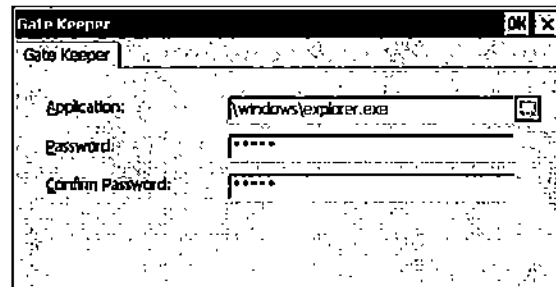 Gate Keeper OK ×
Gate Keeper
Application: \windows\explorer.exe ...
Password: *****
Confirm Password: *****